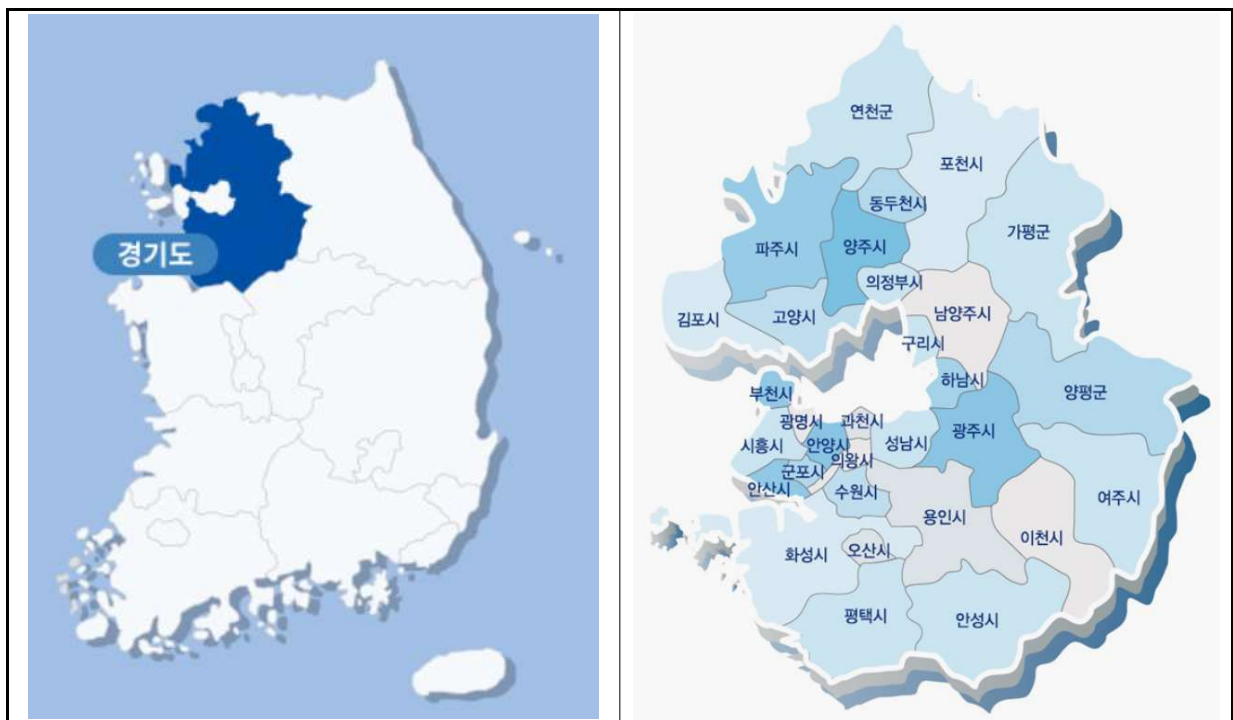 경기도
연천군
포천시
동두천시
가평군
파주시
양주시
의정부시
남양주시
김포시
고양시
구리시
하남시
양평군
부천시
광명시
과천시
시흥시
안양시
성남시
광주시
의왕시
군포시
안산시
수원시
여주시
용인시
이천시
화성시
오산시
평택시
안성시